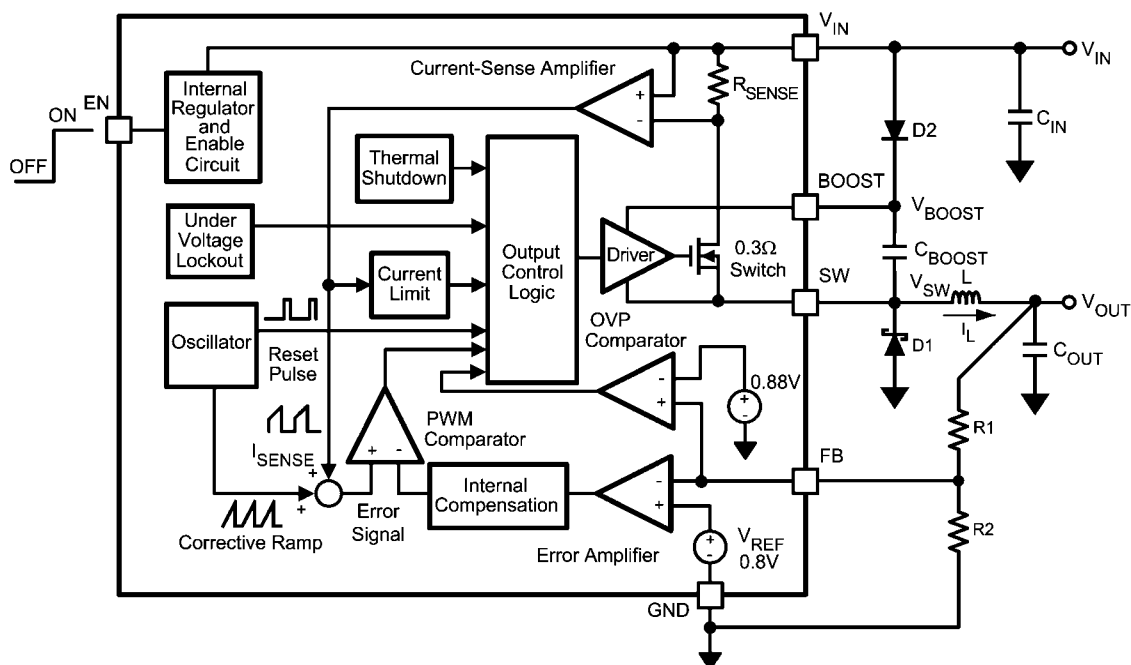 V_IN
V_IN
Current-Sense Amplifier
R_SENSE
Internal
Regulator
and
Enable
Circuit
EN
ON
OFF
C_IN
D2
Thermal
Shutdown
BOOST
V_BOOST
Under
Voltage
Lockout
Output
Control
Logic
Driver
0.3Ω
Switch
C_BOOST
Current
Limit
SW
V_SW
L
I_L
V_OUT
Oscillator
Reset
Pulse
OVP
Comparator
D1
C_OUT
-
+
0.88V
+
-
PWM
Comparator
R1
I_SENSE
+
+
+
-
FB
Internal
Compensation
-
+
Error
Signal
Corrective Ramp
Error Amplifier
+
-
V_REF
0.8V
R2
GND
+
-